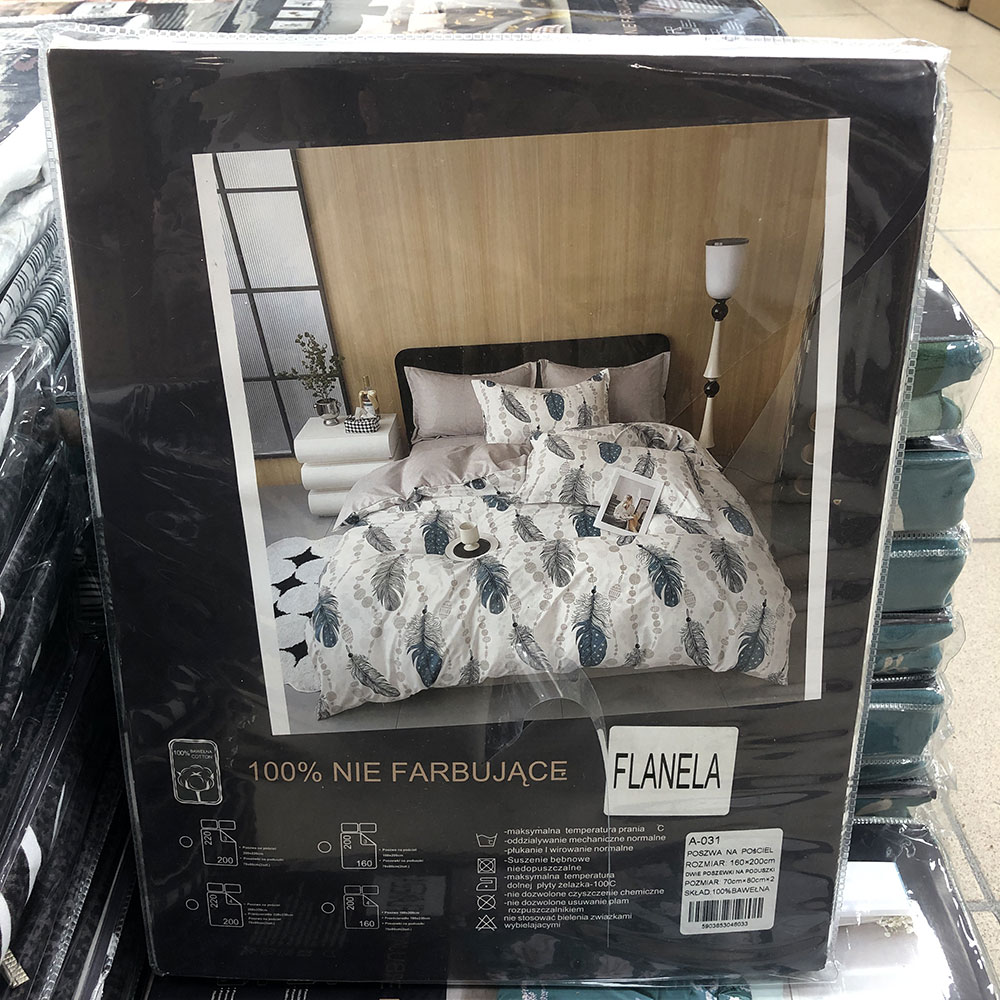 100% BAWEŁNA
COTTON
100% NIE FARBUJĄCE
FLANELA
220
200
200
160
220
200
200
160
-maksymalna temperatura prania °C
-oddziaływanie mechaniczne normalne
-płukanie I wirowanie normalne
-Suszenie bębnowe
niedopuszczalne
-maksymalna temperatura
dolnej płyty żelazka-100C
-nie dozwolone czyszczenie chemiczne
-nie dozwolone usuwanie plam
rozpuszczalnikiem
nie stosować bielenia zwiazkami
wybielajacymi
A-031
POSZWA NA POŚCIEL
ROZMIAR: 160×200cm
DWIE POSZEWKI NA PODUSZKI
POZMIAR: 70cm×80cm×2
SKŁAD:100%BAWEŁNA
5903853046033